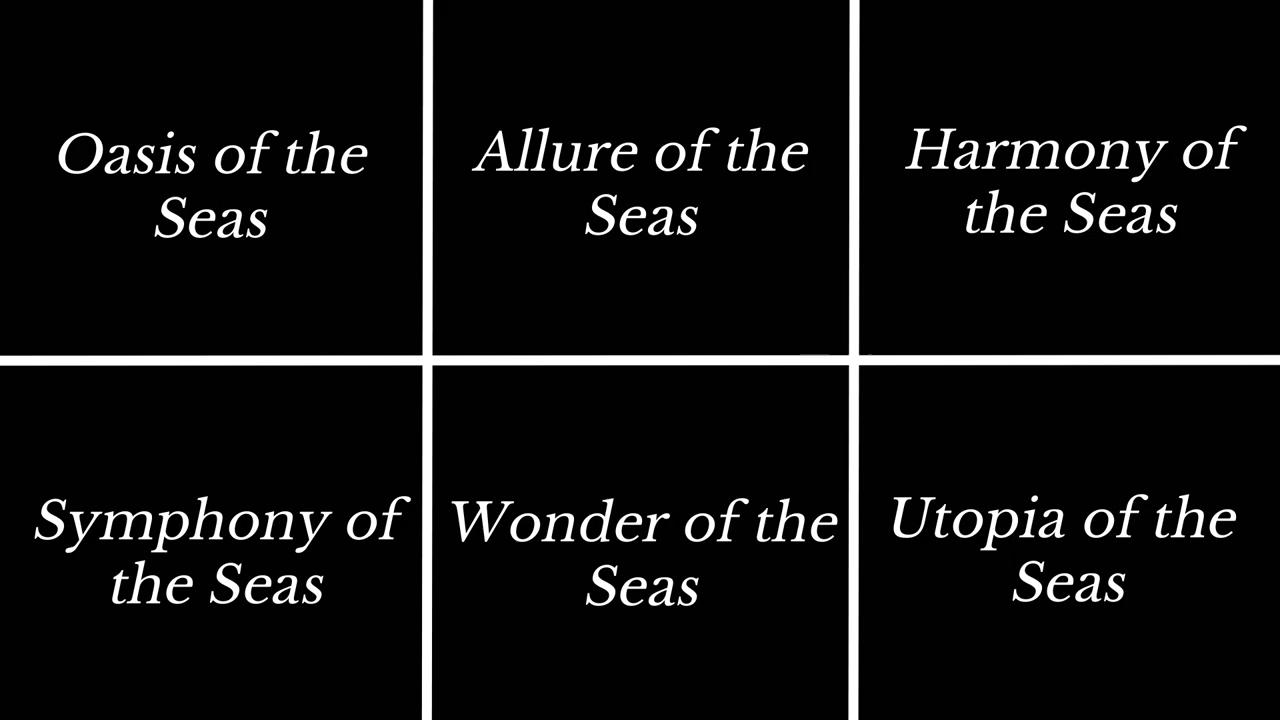 Oasis of the
Seas
Allure of the
Seas
Harmony of
the Seas
Symphony of
the Seas
Wonder of the
Seas
Utopia of the
Seas